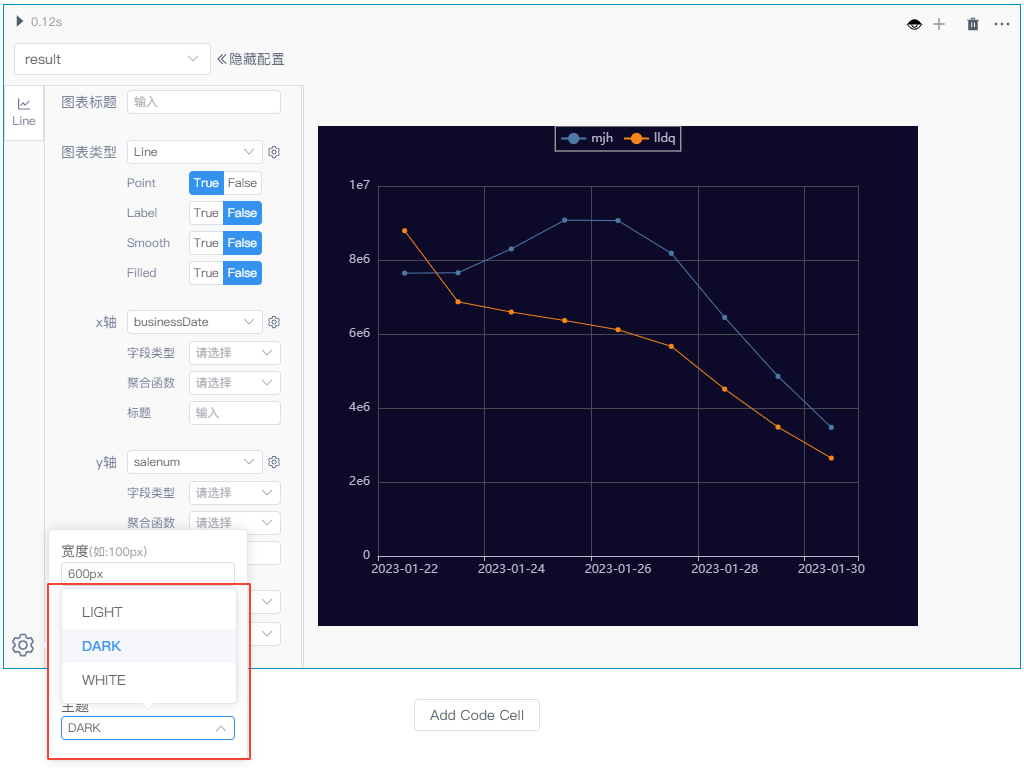 0.12s
result
隐藏配置
Line
图表标题 输入
图表类型 Line
Point True False
Label True False
Smooth True False
Filled True False
x轴 businessDate
字段类型 请选择
聚合函数 请选择
标题 输入
y轴 salenum
字段类型 请选择
聚合函数 请选择
宽度(如:100px)
600px
LIGHT
DARK
WHITE
主题
DARK
mjh lldq
1e7
8e6
6e6
4e6
2e6
0
2023-01-22 2023-01-24 2023-01-26 2023-01-28 2023-01-30
Add Code Cell